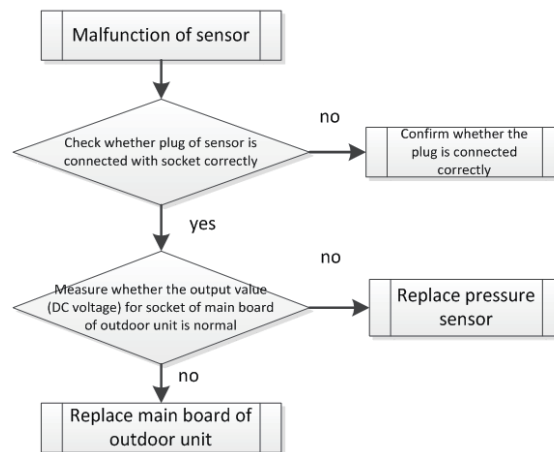 Malfunction of sensor
no
Check whether plug of sensor is
connected with socket correctly
Confirm whether the
plug is connected
correctly
yes
Measure whether the output value
(DC voltage) for socket of main board
of outdoor unit is normal
no
Replace pressure
sensor
no
Replace main board of
outdoor unit